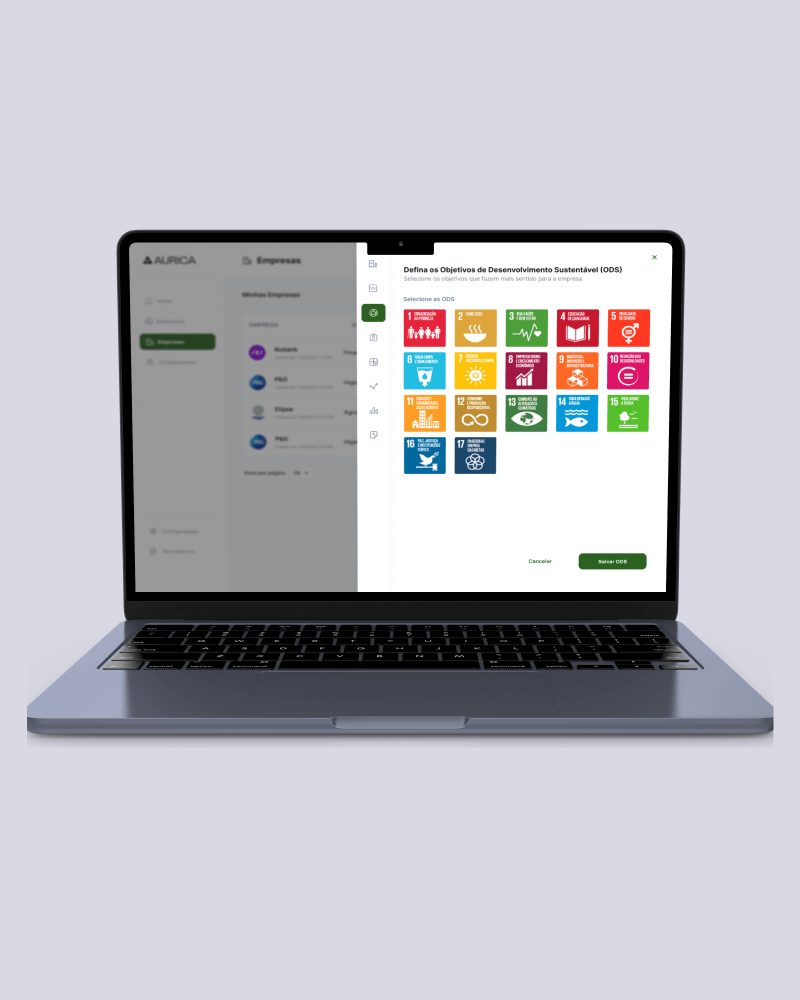 AURICA
Home
Empresas
Configurações
Empresas
Minhas Empresas
EMPRESA
Nubank
P&G
Elipse
P&G
Itens por página
Defina os Objetivos de Desenvolvimento Sustentável (ODS)
Selecione os objetivos que fazem mais sentido para a empresa
Selecione as ODS
1 ERRADICAÇÃO
DA POBREZA
2 FOME ZERO
3 BOA SAÚDE
E BEM ESTAR
4 EDUCAÇÃO
DE QUALIDADE
5 IGUALDADE
DE GÊNERO
6 ÁGUA LIMPA
E SANEAMENTO
7 ENERGIA
ACESSÍVEL E LIMPA
8 EMPREGO DIGNO
E CRESCIMENTO
ECONÔMICO
9 INDÚSTRIA,
INOVAÇÃO E
INFRAESTRUTURA
10 REDUÇÃO DAS
DESIGUALDADES
11 CIDADES E
COMUNIDADES
SUSTENTÁVEIS
12 CONSUMO
E PRODUÇÃO
RESPONSÁVEIS
13 COMBATE ÀS
ALTERAÇÕES
CLIMÁTICAS
14 VIDA DEBAIXO
D'ÁGUA
15 VIDA SOBRE
A TERRA
16 PAZ, JUSTIÇA
E INSTITUIÇÕES
FORTES
17 PARCERIAS
EM PROL
DAS METAS
Cancelar
Salvar ODS